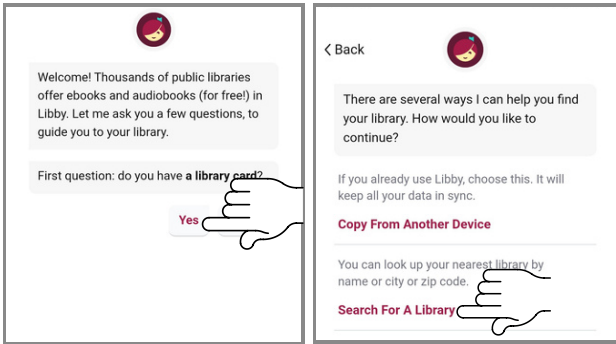 Welcome! Thousands of public libraries
offer ebooks and audiobooks (for free!) in
Libby. Let me ask you a few questions, to
guide you to your library.
First question: do you have a library card?
Yes
< Back
There are several ways I can help you find
your library. How would you like to
continue?
If you already use Libby, choose this. It will
keep all your data in sync.
Copy From Another Device
You can look up your nearest library by
name or city or zip code.
Search For A Library